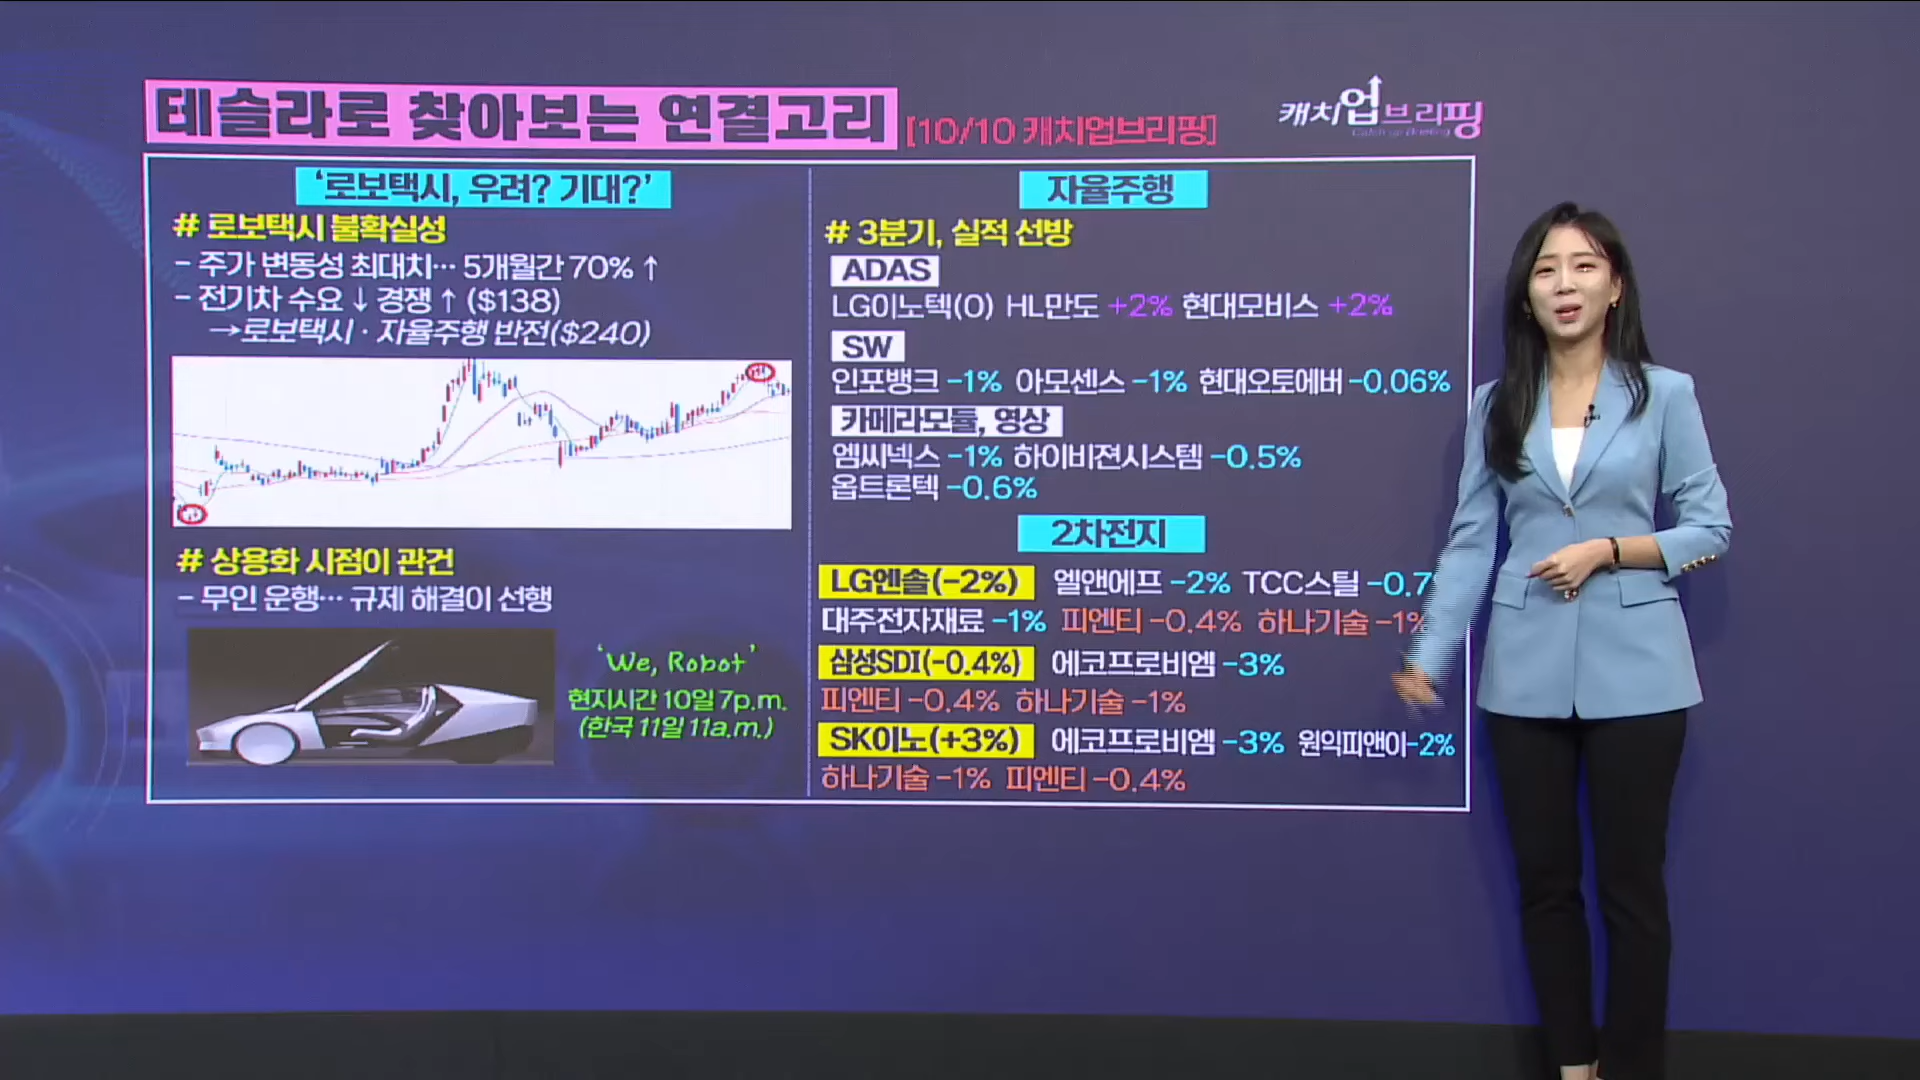 테슬라로 찾아보는 연결고리 [10/10 캐치업브리핑]
캐치업브리핑
'로보택시, 우려? 기대?'
# 로보택시 불확실성
- 주가 변동성 최대치… 5개월간 70% ↑
- 전기차 수요 ↓ 경쟁 ↑ ($138)
→로보택시 · 자율주행 반전($240)
# 상용화 시점이 관건
- 무인 운행… 규제 해결이 선행
'We, Robot'
현지시간 10일 7p.m.
(한국 11일 11a.m.)
자율주행
# 3분기, 실적 선방
ADAS
LG이노텍(0) HL만도 +2% 현대모비스 +2%
SW
인포뱅크 -1% 아모센스 -1% 현대오토에버 -0.06%
카메라모듈, 영상
엠씨넥스 -1% 하이비젼시스템 -0.5%
옵트론텍 -0.6%
2차전지
LG엔솔(-2%) 엘앤에프 -2% TCC스틸 -0.7
대주전자재료 -1% 피엔티 -0.4% 하나기술 -1%
삼성SDI(-0.4%) 에코프로비엠 -3%
피엔티 -0.4% 하나기술 -1%
SK이노(+3%) 에코프로비엠 -3% 원익피앤이-2%
하나기술 -1% 피엔티 -0.4%